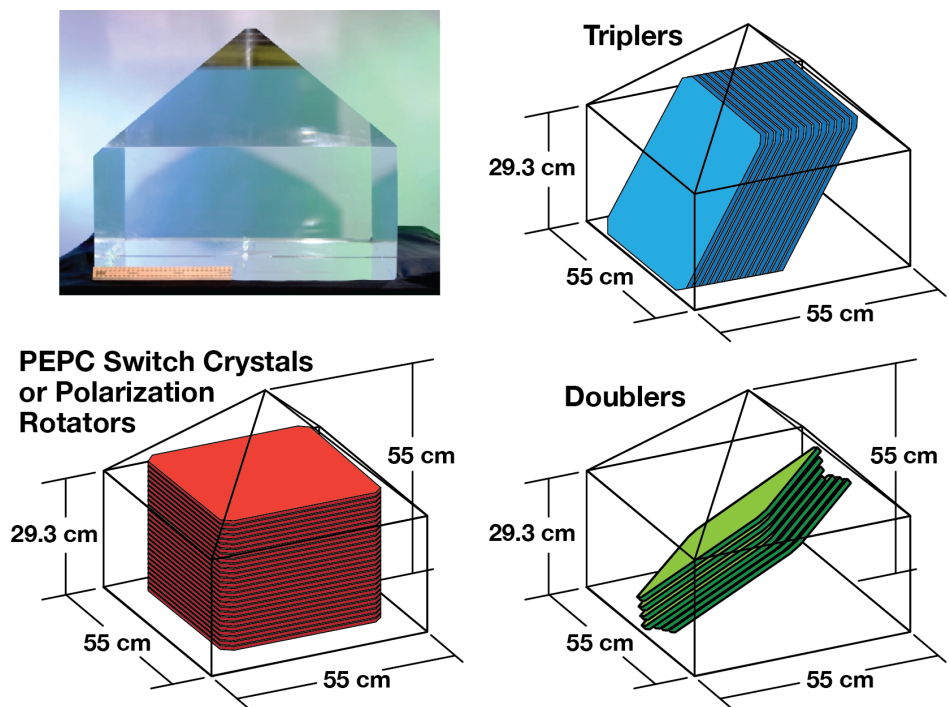 Triplers
29.3 cm
55 cm
55 cm
PEPC Switch Crystals
or Polarization
Rotators
55 cm
29.3 cm
55 cm
55 cm
Doublers
55 cm
29.3 cm
55 cm
55 cm